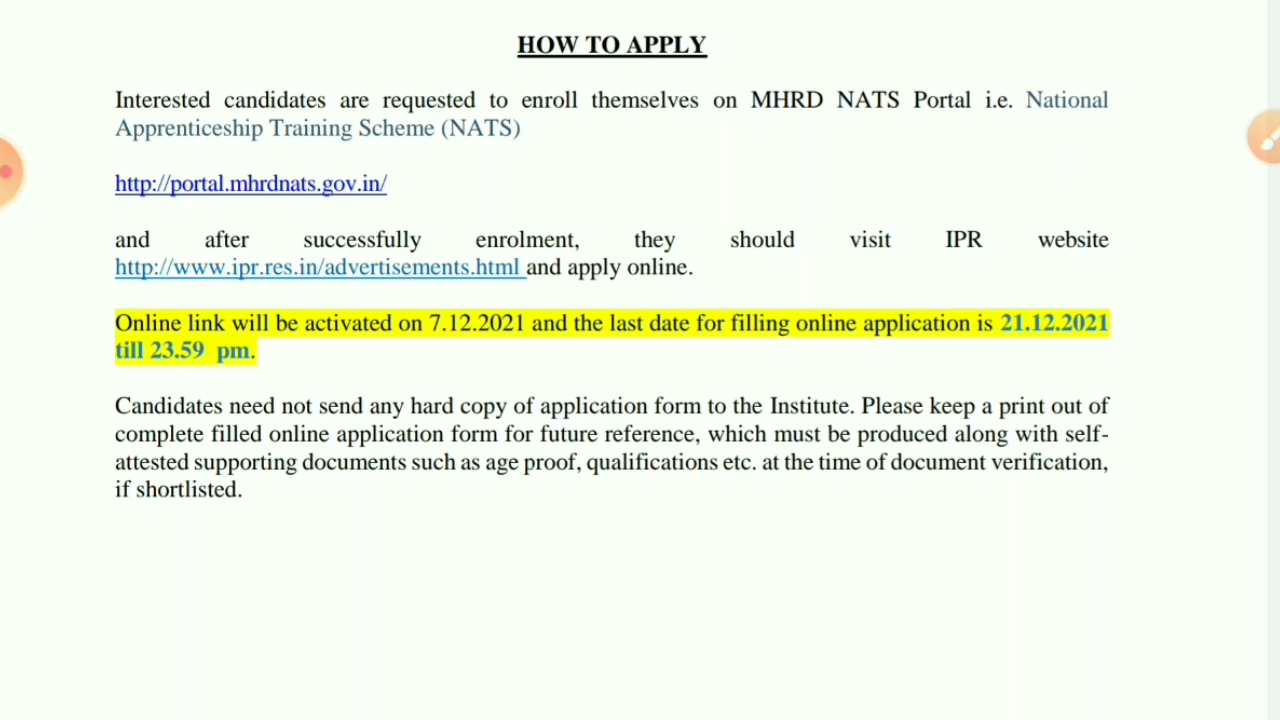 HOW TO APPLY
Interested candidates are requested to enroll themselves on MHRD NATS Portal i.e. National
Apprenticeship Training Scheme (NATS)
http://portal.mhrdnats.gov.in/
and after successfully enrolment, they should visit IPR website
http://www.ipr.res.in/advertisements.html and apply online.
Online link will be activated on 7.12.2021 and the last date for filling online application is 21.12.2021
till 23.59 pm.
Candidates need not send any hard copy of application form to the Institute. Please keep a print out of
complete filled online application form for future reference, which must be produced along with self-
attested supporting documents such as age proof, qualifications etc. at the time of document verification,
if shortlisted.